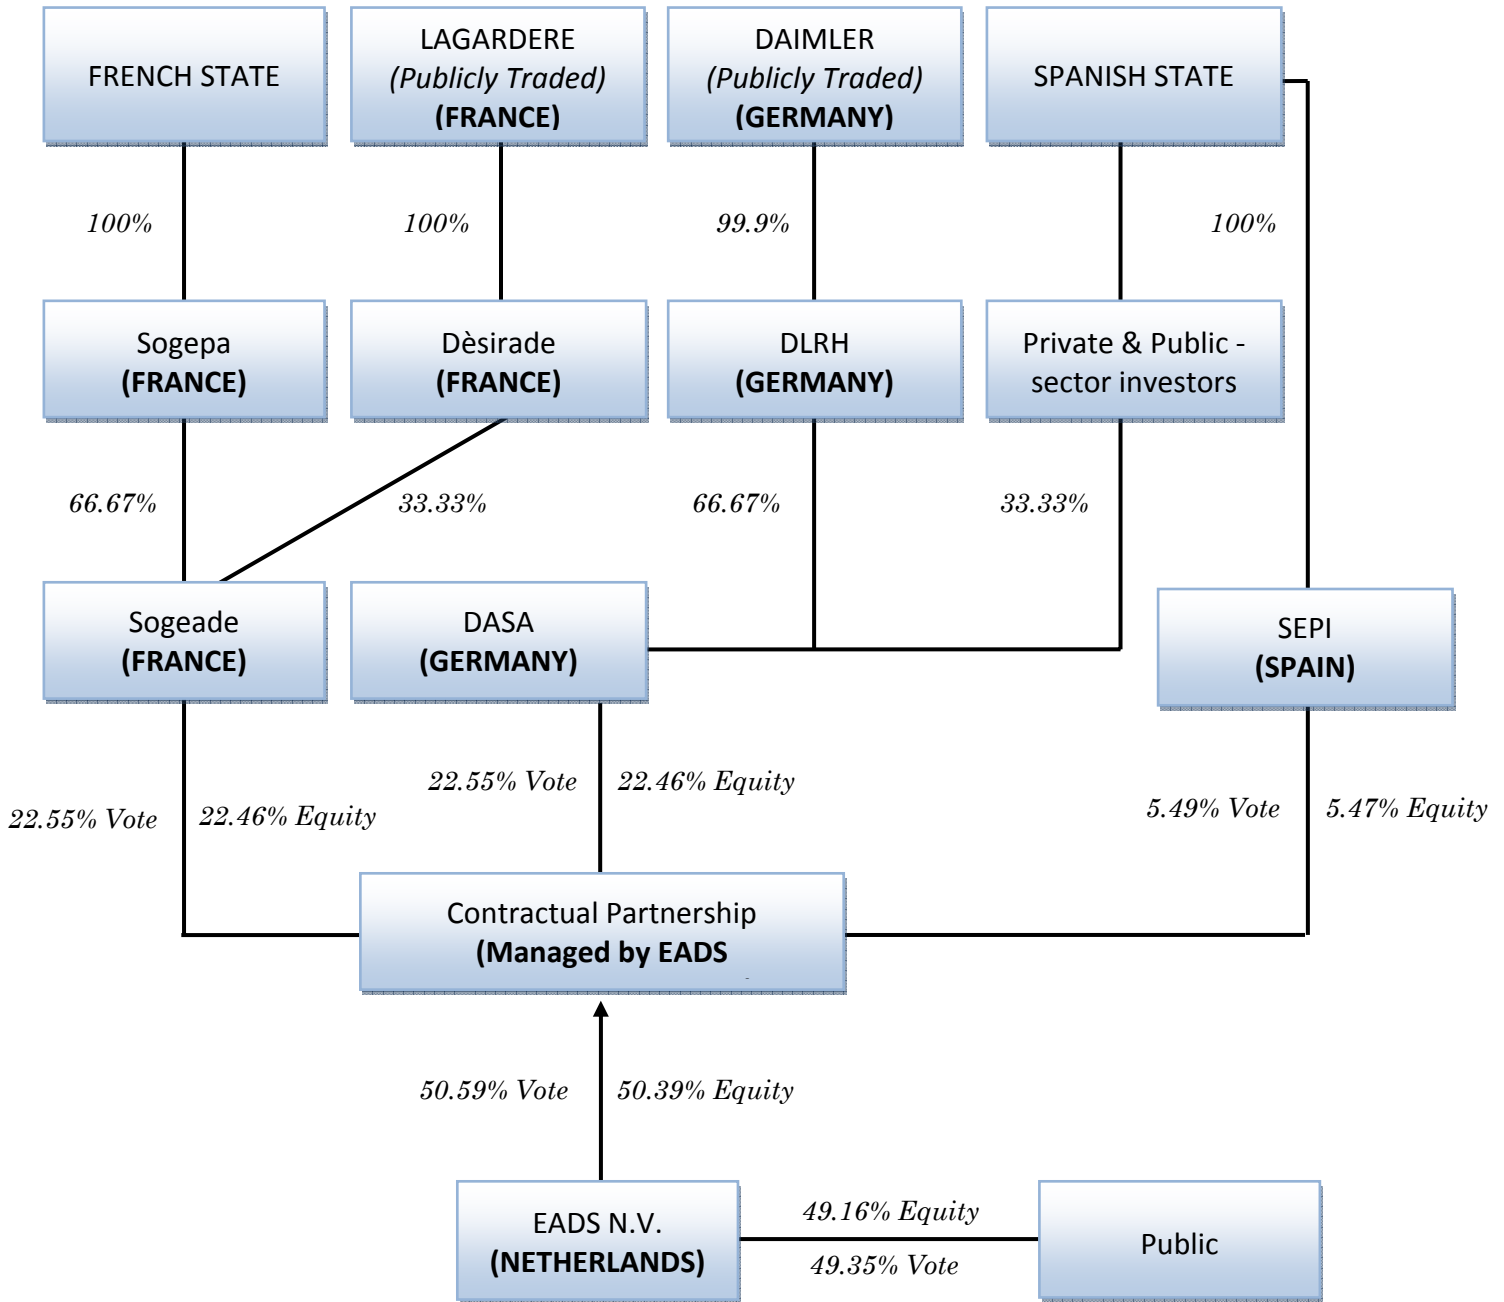 FRENCH STATE
LAGARDERE
(Publicly Traded)
(FRANCE)
DAIMLER
(Publicly Traded)
(GERMANY)
SPANISH STATE
100%
100%
99.9%
100%
Sogepa
(FRANCE)
Dèsirade
(FRANCE)
DLRH
(GERMANY)
Private & Public -
sector investors
66.67%
33.33%
66.67%
33.33%
Sogeade
(FRANCE)
DASA
(GERMANY)
SEPI
(SPAIN)
22.55% Vote
22.46% Equity
22.55% Vote
22.46% Equity
5.49% Vote
5.47% Equity
Contractual Partnership
(Managed by EADS
50.59% Vote
50.39% Equity
EADS N.V.
(NETHERLANDS)
49.16% Equity
49.35% Vote
Public